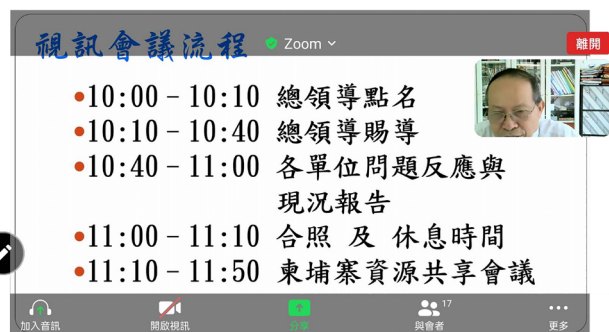 視訊會議流程
Zoom
離開
•10:00－10:10 總領導點名
•10:10－10:40 總領導賜導
•10:40－11:00 各單位問題反應與
現況報告
•11:00－11:10 合照 及 休息時間
•11:10－11:50 柬埔寨資源共享會議
17
加入音訊
開啟視訊
分享
與會者
更多